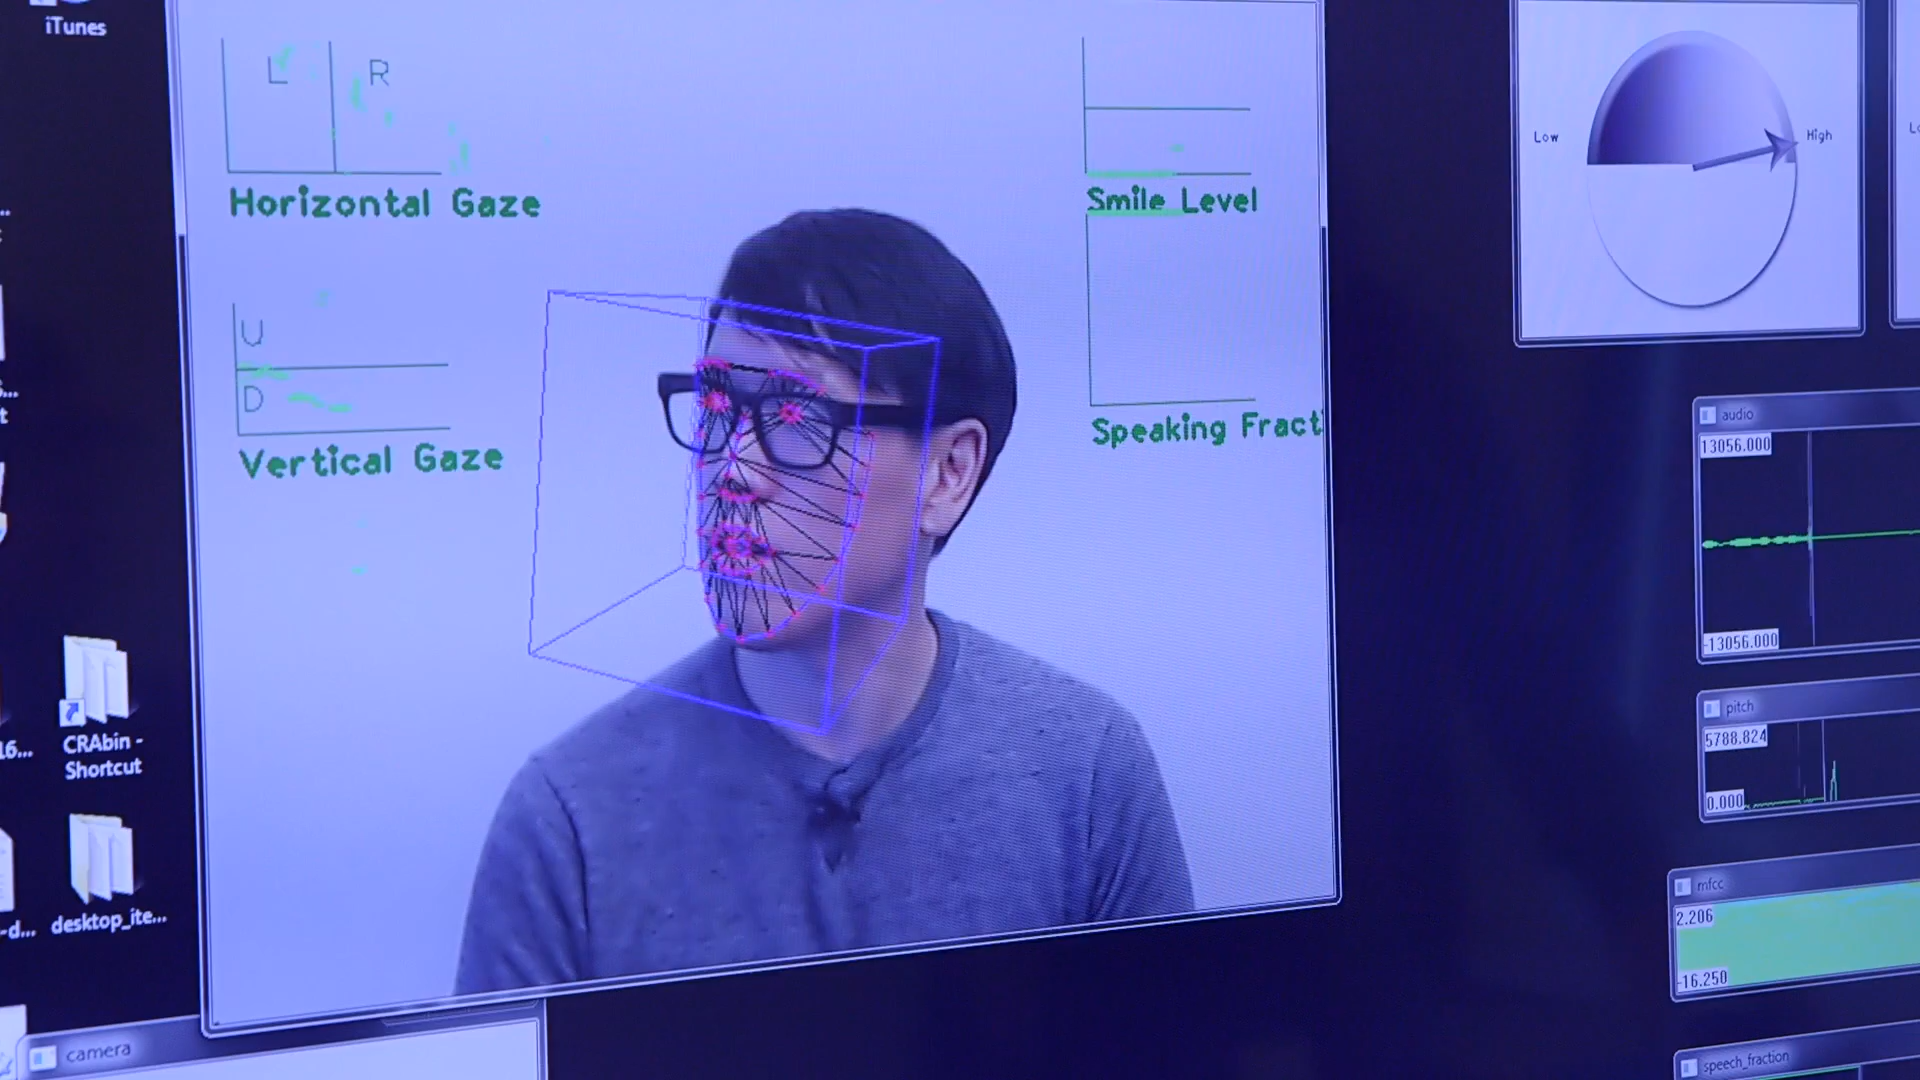 iTunes
L
R
Horizontal Gaze
U
D
Vertical Gaze
Smile Level
Speaking Fract
Low
High
audio
13056.000
-13056.000
pitch
5788.824
0.000
mfcc
2.206
-16.250
speech_fraction
16...
CRAbin -
Shortcut
-d...
desktop_ite...
camera